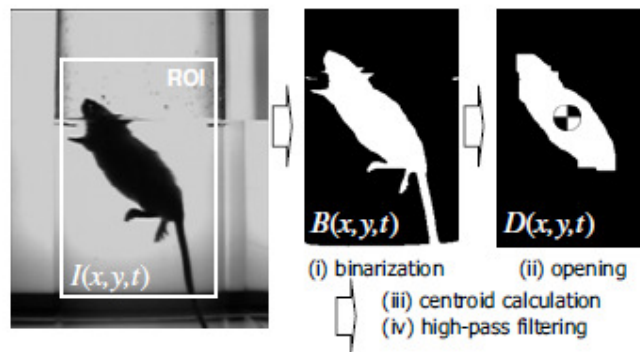 ROI
I(x,y,t)
B(x,y,t)
D(x,y,t)
(i) binarization
(ii) opening
(iii) centroid calculation
(iv) high-pass filtering